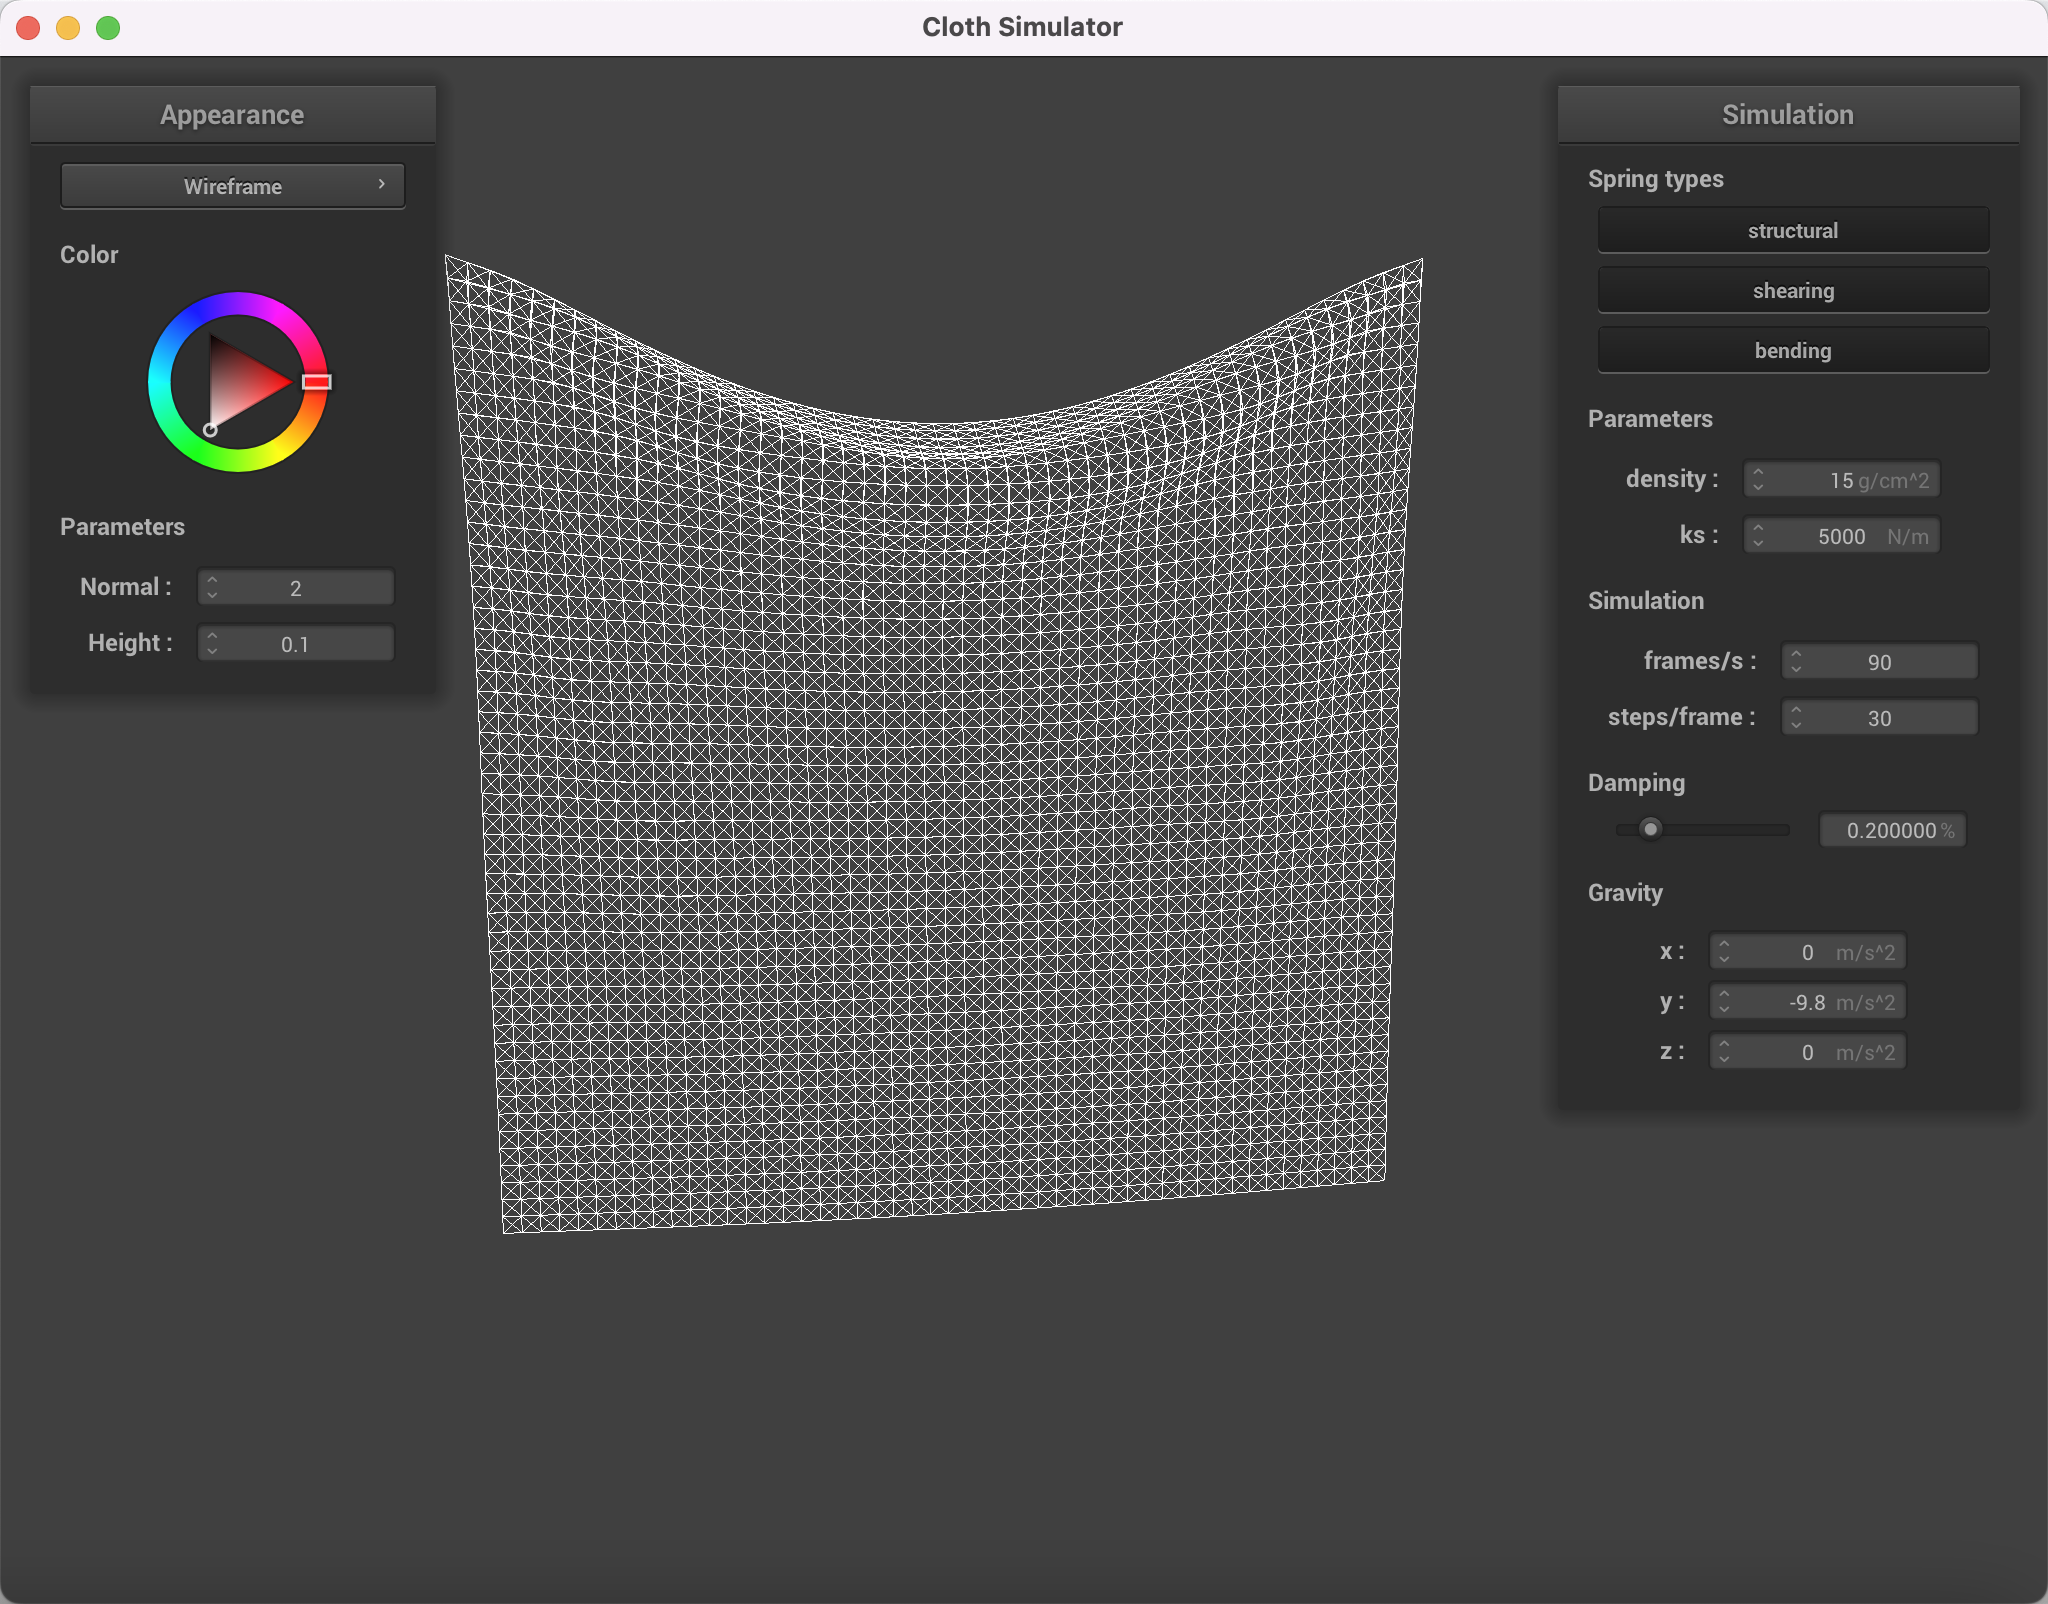 Cloth Simulator
Appearance
Wireframe
Color
Parameters
Normal : 2
Height : 0.1
Simulation
Spring types
structural
shearing
bending
Parameters
density : 15 g/cm^2
ks : 5000 N/m
Simulation
frames/s : 90
steps/frame : 30
Damping
0.200000 %
Gravity
x : 0 m/s^2
y : -9.8 m/s^2
z : 0 m/s^2